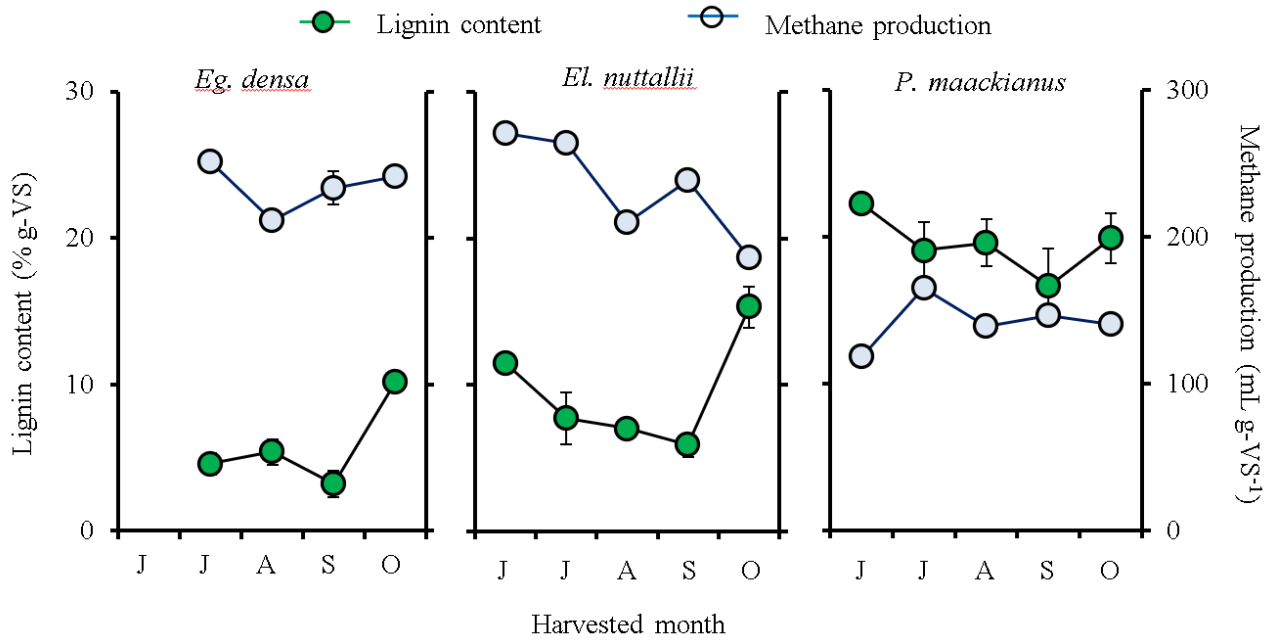 Lignin content
Methane production
Eg. densa
El. nuttallii
P. maackianus
Lignin content (% g-VS)
30
20
10
0
300
200
100
0
Methane production (mL g-VS-1)
J J A S O
J J A S O
J J A S O
Harvested month